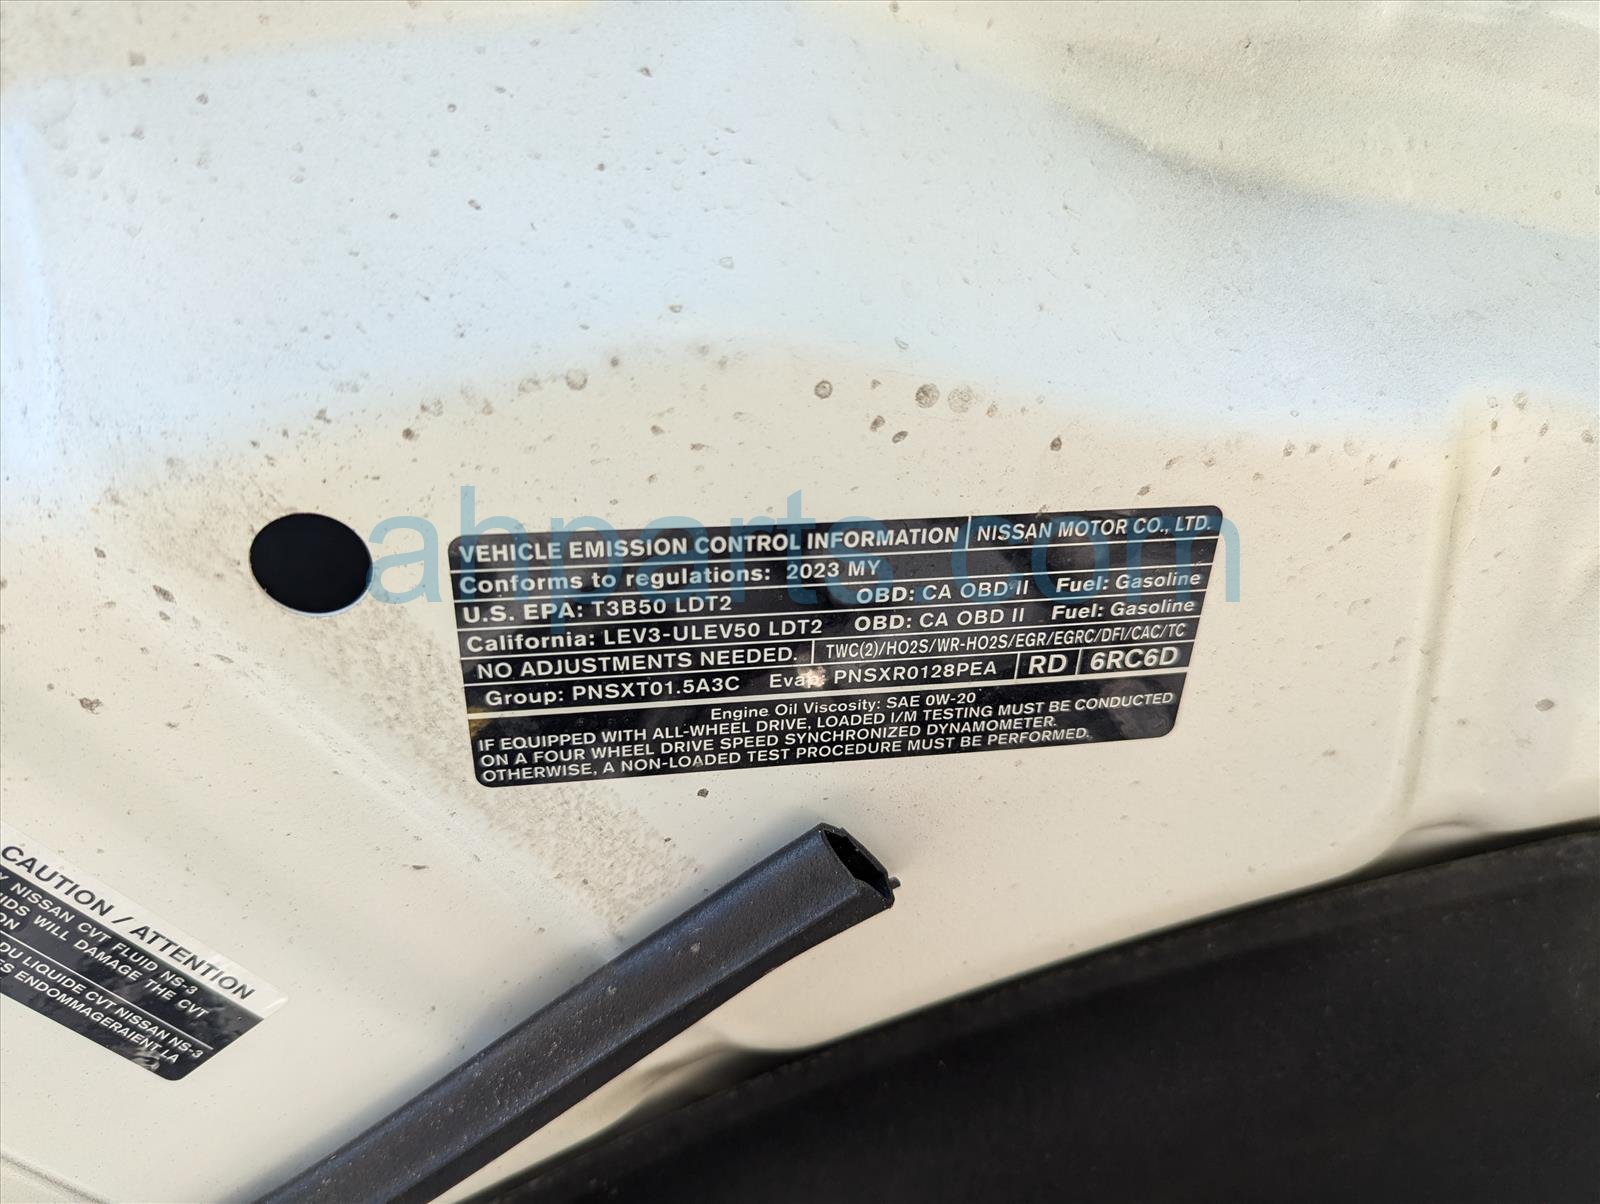 VEHICLE EMISSION CONTROL INFORMATION NISSAN MOTOR CO., LTD.
Conforms to regulations: 2023 MY
U.S. EPA: T3B50 LDT2 OBD: CA OBD II Fuel: Gasoline
California: LEV3-ULEV50 LDT2 OBD: CA OBD II Fuel: Gasoline
NO ADJUSTMENTS NEEDED. TWC(2)/HO2S/WR-HO2S/EGR/EGRC/DFI/CAC/TC
Group: PNSXT01.5A3C Evap: PNSXR0128PEA RD 6RC6D
Engine Oil Viscosity: SAE 0W-20
IF EQUIPPED WITH ALL-WHEEL DRIVE, LOADED I/M TESTING MUST BE CONDUCTED
ON A FOUR WHEEL DRIVE SPEED SYNCHRONIZED DYNAMOMETER.
OTHERWISE, A NON-LOADED TEST PROCEDURE MUST BE PERFORMED.
CAUTION / ATTENTION
NISSAN CVT FLUID NS-3
WILL DAMAGE THE CVT
DU LIQUIDE CVT NISSAN NS-3
ENDOMMAGERAIENT LA
ahparts.com